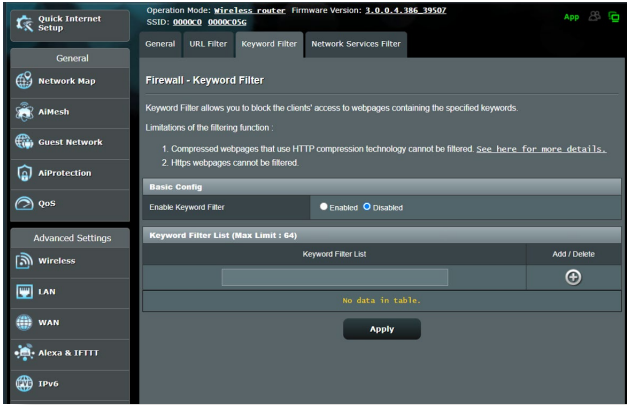 Quick Internet
Setup
Operation Mode: Wireless router Firmware Version: 3.0.0.4.386_39507
SSID: 0000C0 0000C05G
App
General
URL Filter
Keyword Filter
Network Services Filter
General
Network Map
AiMesh
Guest Network
AiProtection
QoS
Advanced Settings
Wireless
LAN
WAN
Alexa & IFTTT
IPv6
Firewall - Keyword Filter
Keyword Filter allows you to block the clients' access to webpages containing the specified keywords.
Limitations of the filtering function :
1. Compressed webpages that use HTTP compression technology cannot be filtered. See here for more details.
2. Https webpages cannot be filtered.
Basic Config
Enable Keyword Filter
Enabled Disabled
Keyword Filter List (Max Limit : 64)
Keyword Filter List
Add / Delete
No data in table.
Apply